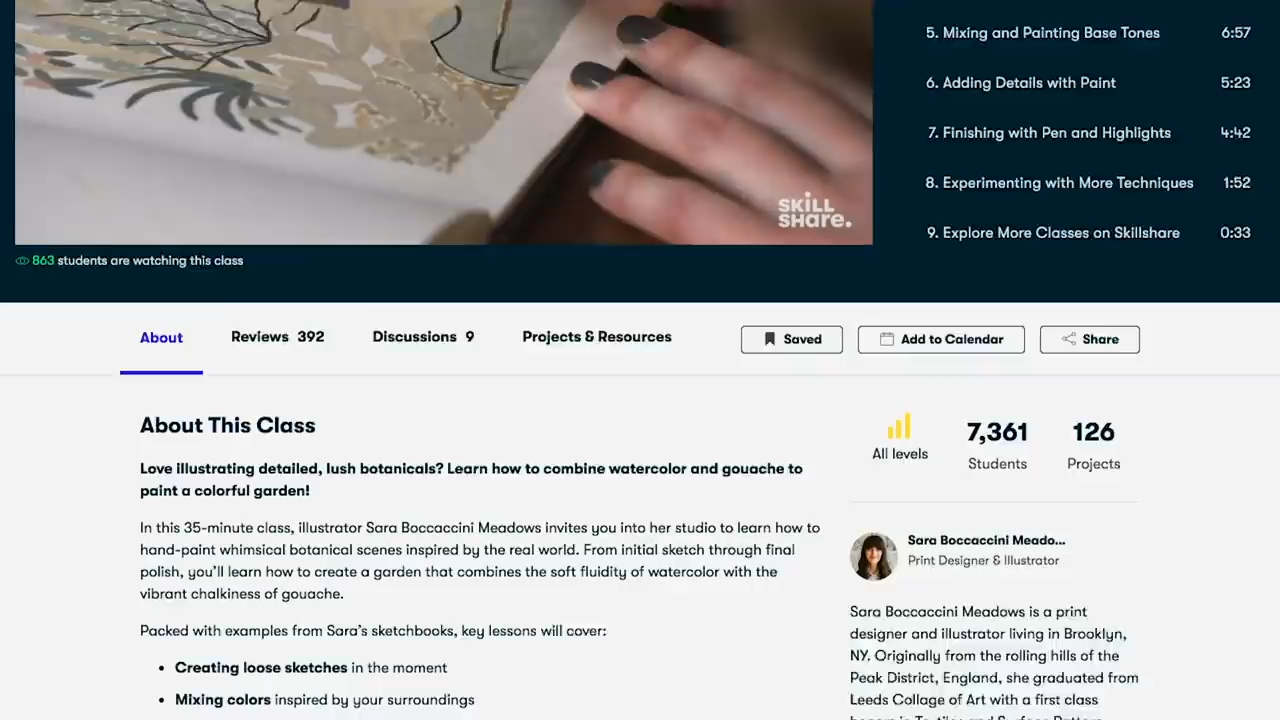 5. Mixing and Painting Base Tones 6:57
6. Adding Details with Paint 5:23
7. Finishing with Pen and Highlights 4:42
8. Experimenting with More Techniques 1:52
9. Explore More Classes on Skillshare 0:33
SKILL
SHARE.
863 students are watching this class
About Reviews 392 Discussions 9 Projects & Resources Saved Add to Calendar Share
About This Class
Love illustrating detailed, lush botanicals? Learn how to combine watercolor and gouache to
paint a colorful garden!
In this 35-minute class, illustrator Sara Boccaccini Meadows invites you into her studio to learn how to
hand-paint whimsical botanical scenes inspired by the real world. From initial sketch through final
polish, you’ll learn how to create a garden that combines the soft fluidity of watercolor with the
vibrant chalkiness of gouache.
Packed with examples from Sara’s sketchbooks, key lessons will cover:
• Creating loose sketches in the moment
• Mixing colors inspired by your surroundings
All levels
7,361
Students
126
Projects
Sara Boccaccini Meado...
Print Designer & Illustrator
Sara Boccaccini Meadows is a print
designer and illustrator living in Brooklyn,
NY. Originally from the rolling hills of the
Peak District, England, she graduated from
Leeds Collage of Art with a first class